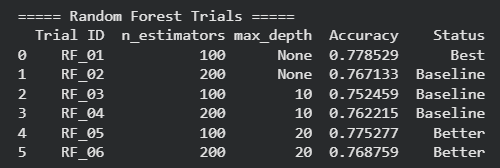 ===== Random Forest Trials =====
Trial ID n_estimators max_depth Accuracy Status
0 RF_01 100 None 0.778529 Best
1 RF_02 200 None 0.767133 Baseline
2 RF_03 100 10 0.752459 Baseline
3 RF_04 200 10 0.762215 Baseline
4 RF_05 100 20 0.775277 Better
5 RF_06 200 20 0.768759 Better